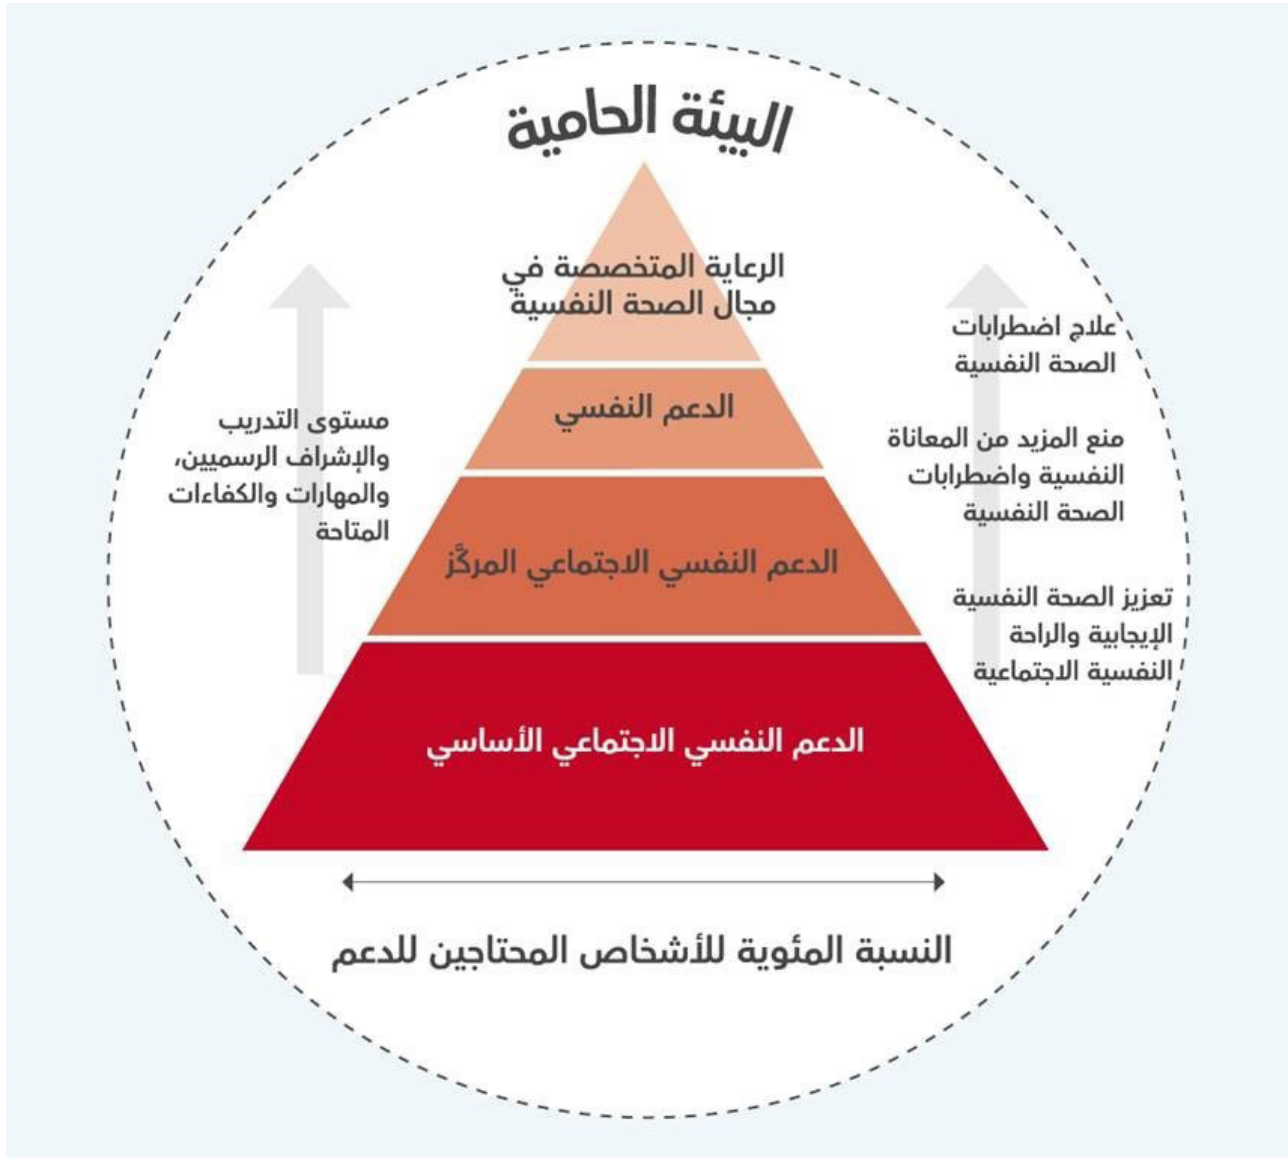 البيئة الحامية
الرعاية المتخصصة في
مجال الصحة النفسية
علاج اضطرابات
الصحة النفسية
الدعم النفسي
منع المزيد من المعاناة
النفسية واضطرابات
الصحة النفسية
مستوى التدريب
والإشراف الرسميين،
والمهارات والكفاءات
المتاحة
الدعم النفسي الاجتماعي المركَّز
تعزيز الصحة النفسية
الإيجابية والراحة
النفسية الاجتماعية
الدعم النفسي الاجتماعي الأساسي
النسبة المئوية للأشخاص المحتاجين للدعم